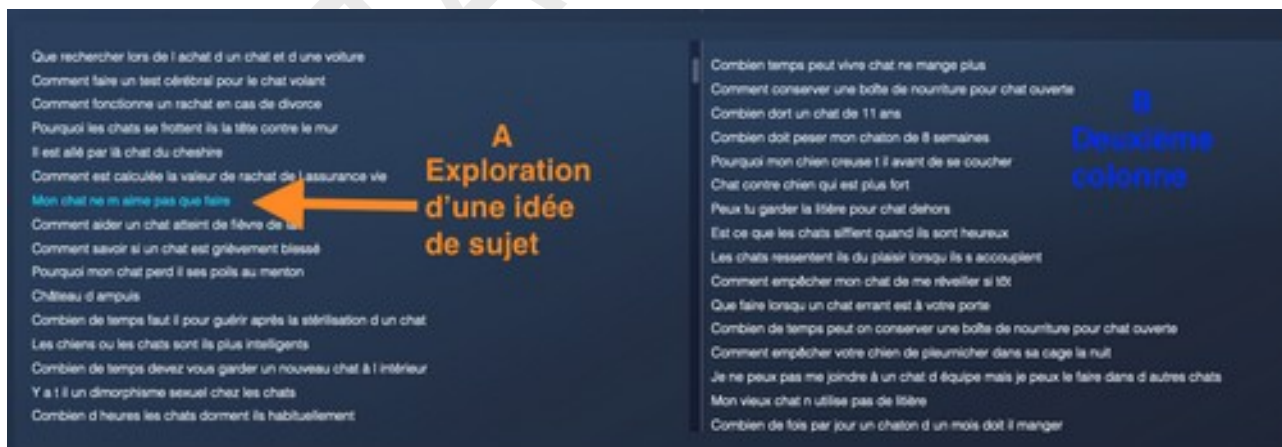 Que rechercher lors de l achat d un chat et d une voiture
Comment faire un test cérébral pour le chat volant
Comment fonctionne un rachat en cas de divorce
Pourquoi les chats se frottent ils la tête contre le mur
Il est allé par là chat du cheshire
Comment est calculée la valeur de rachat de l assurance vie
Mon chat ne m aime pas que faire
Comment aider un chat atteint de fièvre de lait
Comment savoir si un chat est grièvement blessé
Pourquoi mon chat perd il ses poils au menton
Château d ampuis
Combien de temps faut il pour guérir après la stérilisation d un chat
Les chiens ou les chats sont ils plus intelligents
Combien de temps devez vous garder un nouveau chat à l intérieur
Y a t il un dimorphisme sexuel chez les chats
Combien d heures les chats dorment ils habituellement
A
Exploration
d'une idée
de sujet
Combien temps peut vivre chat ne mange plus
Comment conserver une boîte de nourriture pour chat ouverte
Combien dort un chat de 11 ans
Combien doit peser mon chaton de 8 semaines
Pourquoi mon chien creuse t il avant de se coucher
Chat contre chien qui est plus fort
Peux tu garder la litière pour chat dehors
Est ce que les chats sifflent quand ils sont heureux
Les chats ressentent ils du plaisir lorsqu ils s accouplent
Comment empêcher mon chat de me réveiller si tôt
Que faire lorsqu un chat errant est à votre porte
Combien de temps peut on conserver une boîte de nourriture pour chat ouverte
Comment empêcher votre chien de pleurnicher dans sa cage la nuit
Je ne peux pas me joindre à un chat d équipe mais je peux le faire dans d autres chats
Mon vieux chat n utilise pas de litière
Combien de fois par jour un chaton d un mois doit il manger
B
Deuxième
colonne